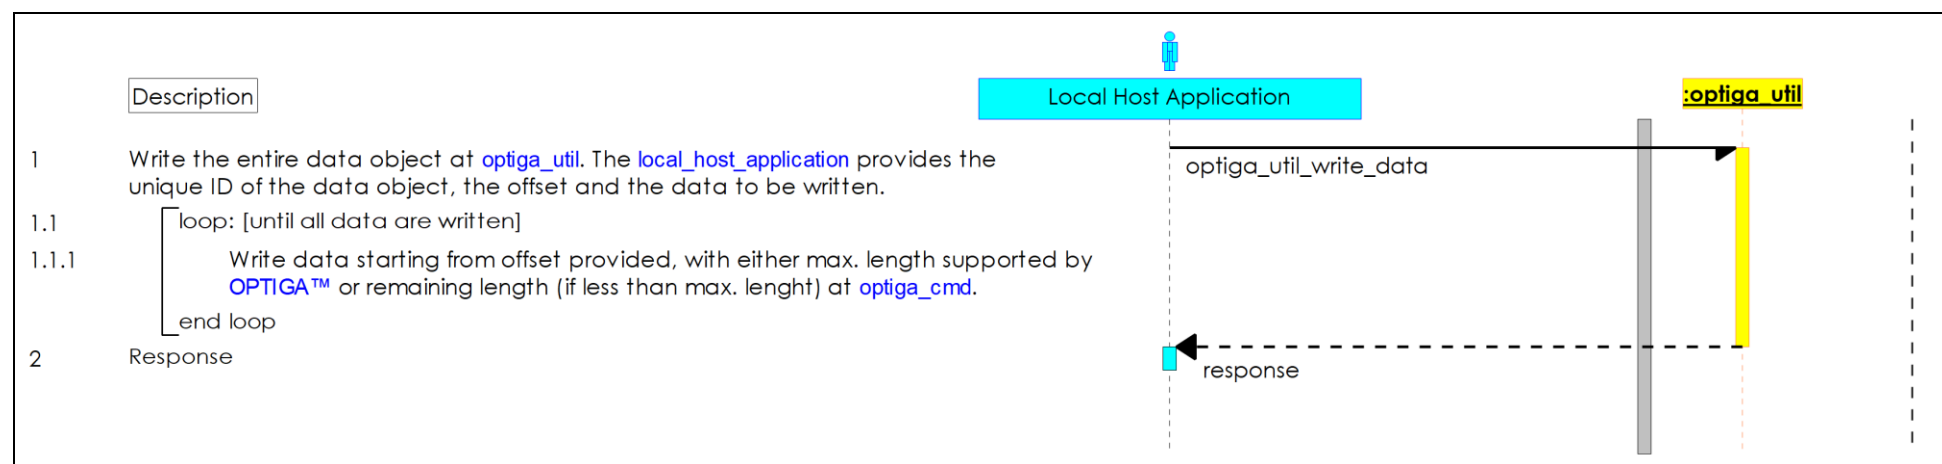 Description
Local Host Application
:optiga_util
1
Write the entire data object at optiga_util. The local_host_application provides the
unique ID of the data object, the offset and the data to be written.
optiga_util_write_data
1.1
loop: [until all data are written]
1.1.1
Write data starting from offset provided, with either max. length supported by
OPTIGA™ or remaining length (if less than max. lenght) at optiga_cmd.
end loop
2
Response
response